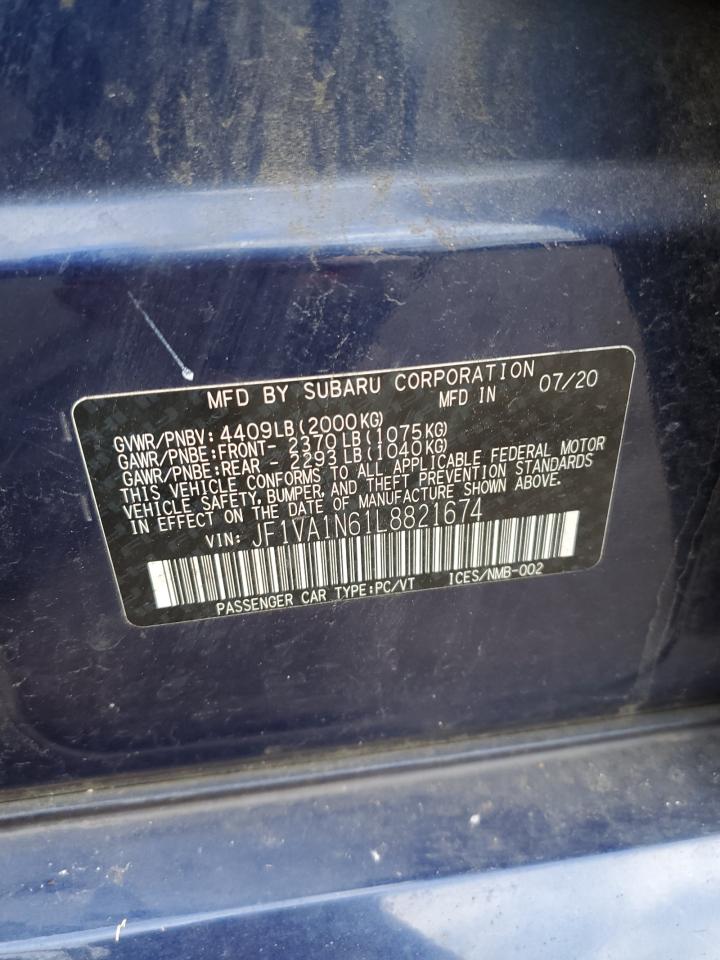 MFD BY SUBARU CORPORATION
MFD IN 07/20
GVWR/PNBV: 4409LB(2000KG)
GAWR/PNBE:FRONT- 2370LB(1075KG)
GAWR/PNBE:REAR - 2293LB(1040KG)
THIS VEHICLE CONFORMS TO ALL APPLICABLE FEDERAL MOTOR
VEHICLE SAFETY,BUMPER,AND THEFT PREVENTION STANDARDS
IN EFFECT ON THE DATE OF MANUFACTURE SHOWN ABOVE.
VIN: JF1VA1N61L8821674
PASSENGER CAR TYPE:PC/VT ICES/NMB-002